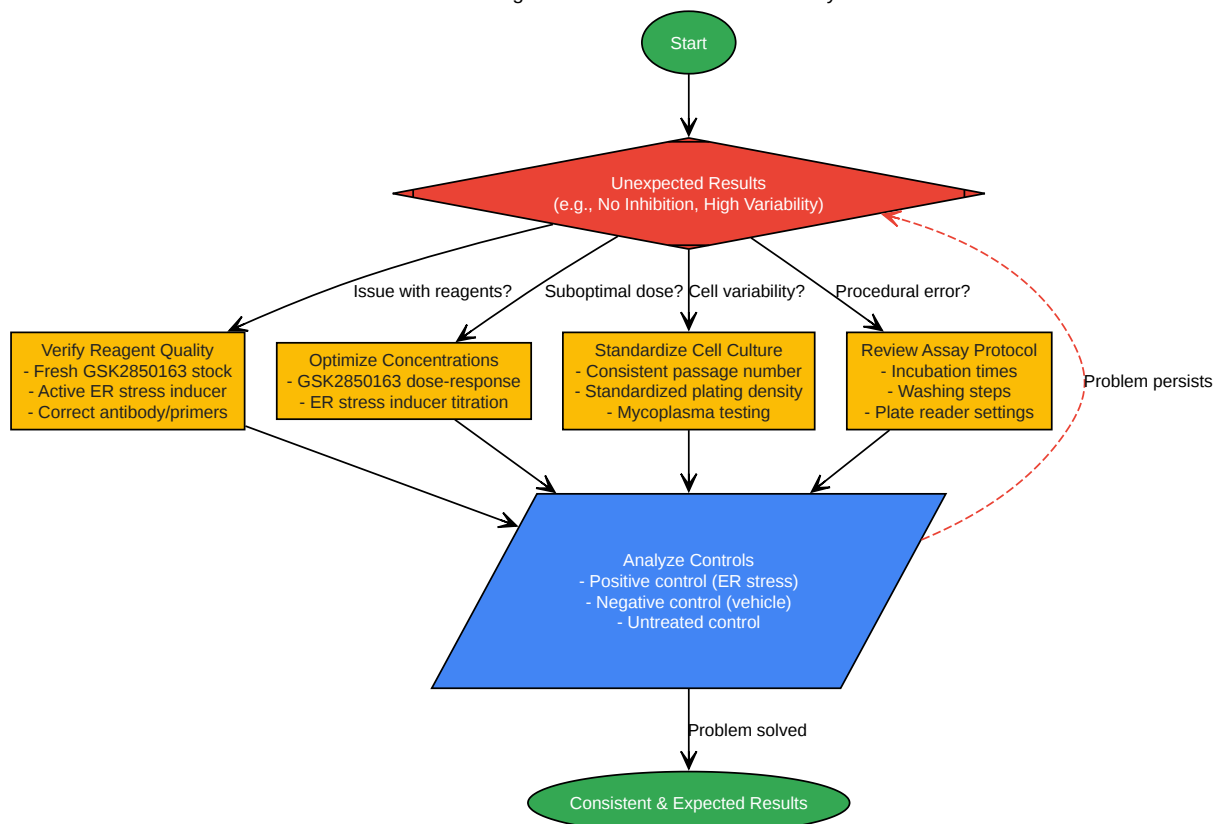 Start
Unexpected Results
(e.g., No Inhibition, High Variability)
Issue with reagents?
Suboptimal dose?
Cell variability?
Procedural error?
Verify Reagent Quality
- Fresh GSK2850163 stock
- Active ER stress inducer
- Correct antibody/primers
Optimize Concentrations
- GSK2850163 dose-response
- ER stress inducer titration
Standardize Cell Culture
- Consistent passage number
- Standardized plating density
- Mycoplasma testing
Review Assay Protocol
- Incubation times
- Washing steps
- Plate reader settings
Problem persists
Analyze Controls
- Positive control (ER stress)
- Negative control (vehicle)
- Untreated control
Problem solved
Consistent & Expected Results